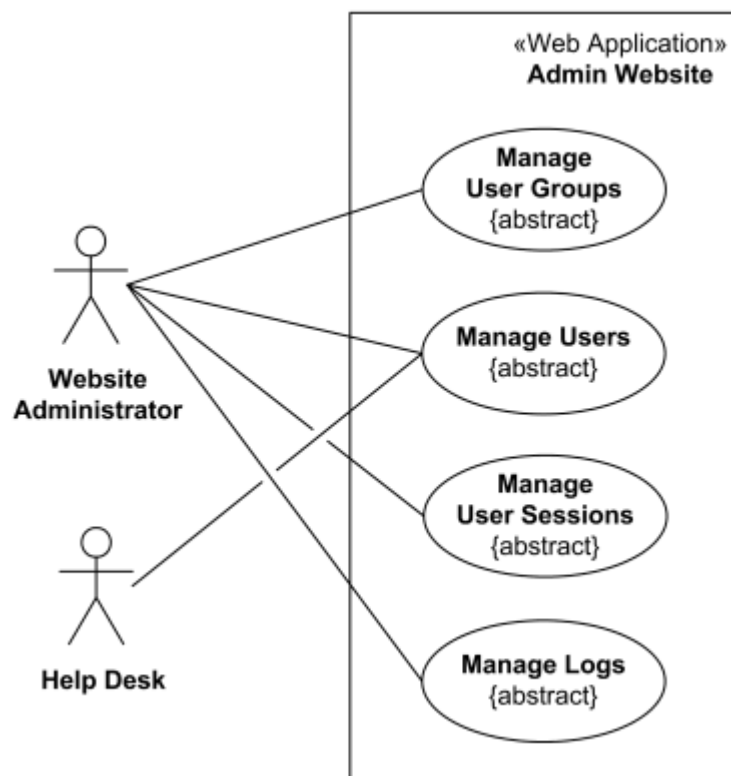 «Web Application»
Admin Website
Manage
User Groups
{abstract}
Website
Administrator
Manage Users
{abstract}
Manage
User Sessions
{abstract}
Help Desk
Manage Logs
{abstract}